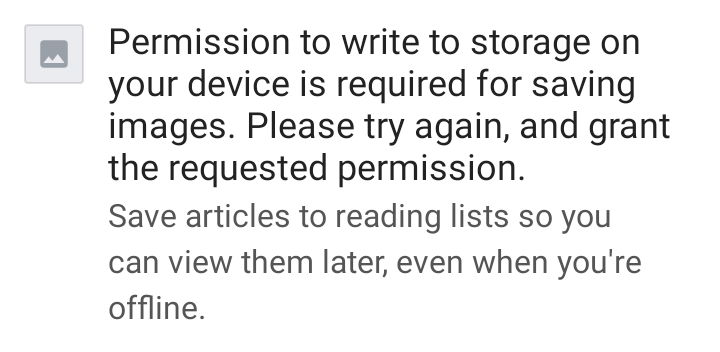 Permission to write to storage on
your device is required for saving
images. Please try again, and grant
the requested permission.
Save articles to reading lists so you
can view them later, even when you're
offline.